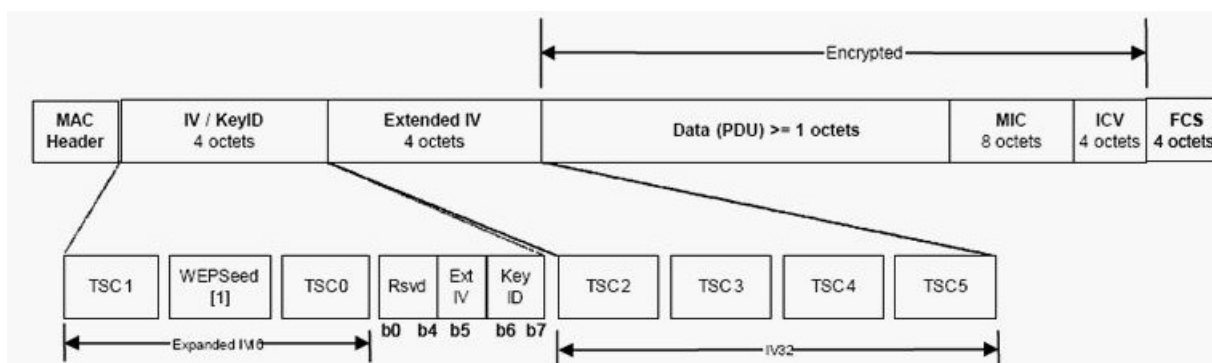 Encrypted
MAC
Header
IV / KeyID
4 octets
Extended IV
4 octets
Data (PDU) >= 1 octets
MIC
8 octets
ICV
4 octets
FCS
4 octets
TSC1
WEPSeed
[1]
TSC0
Rsvd
Ext
IV
Key
ID
TSC2
TSC3
TSC4
TSC5
b0 b4 b5 b6 b7
Expanded
IV32